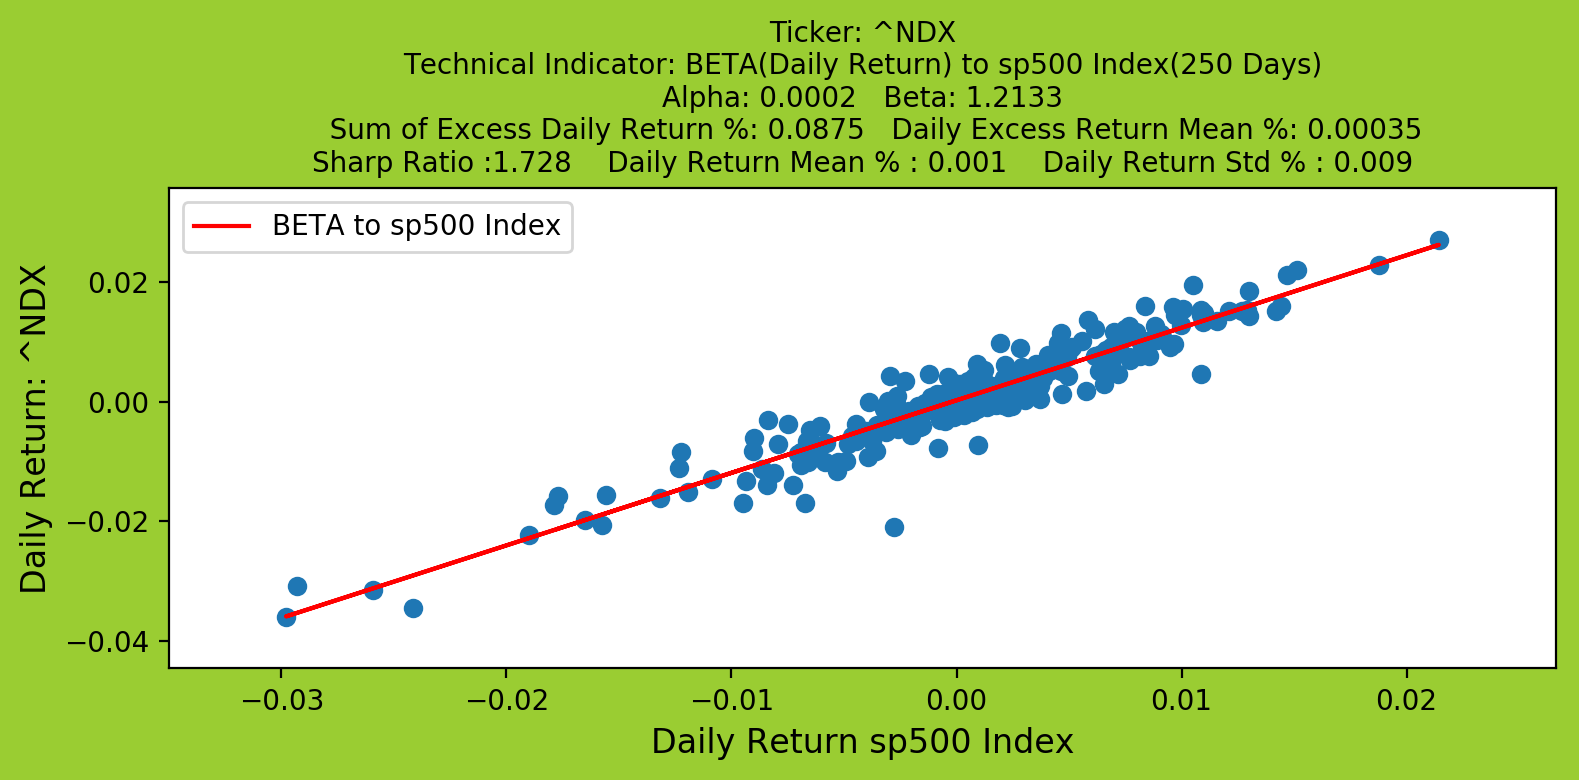 Ticker: ^NDX
Technical Indicator: BETA(Daily Return) to sp500 Index(250 Days)
Alpha: 0.0002   Beta: 1.2133
Sum of Excess Daily Return %: 0.0875   Daily Excess Return Mean %: 0.00035
Sharp Ratio :1.728    Daily Return Mean % : 0.001    Daily Return Std % : 0.009
BETA to sp500 Index
Daily Return: ^NDX
0.02
0.00
−0.02
−0.04
−0.03
−0.02
−0.01
0.00
0.01
0.02
Daily Return sp500 Index